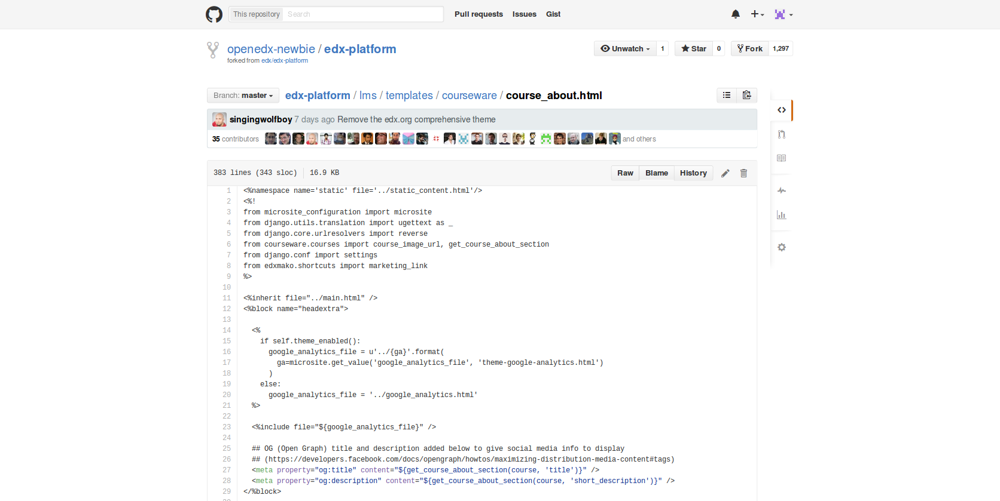 This repository Search Pull requests Issues Gist
openedx-newbie / edx-platform
Unwatch 1 Star 0 Fork 1,297
forked from edx/edx-platform
Branch: master edx-platform / lms / templates / courseware / course_about.html
singingwolfboy 7 days ago Remove the edx.org comprehensive theme
35 contributors and others
383 lines (343 sloc) 16.9 KB Raw Blame History
1 <%namespace name='static' file='../static_content.html'/>
2 <%!
3 from microsite_configuration import microsite
4 from django.utils.translation import ugettext as _
5 from django.core.urlresolvers import reverse
6 from courseware.courses import course_image_url, get_course_about_section
7 from django.conf import settings
8 from edxmako.shortcuts import marketing_link
9 %>
10
11 <%inherit file="../main.html" />
12 <%block name="headextra">
13
14 <%
15 if self.theme_enabled():
16 google_analytics_file = u'../{ga}'.format(
17 ga=microsite.get_value('google_analytics_file', 'theme-google-analytics.html')
18 )
19 else:
20 google_analytics_file = '../google_analytics.html'
21 %>
22
23 <%include file="${google_analytics_file}" />
24
25 ## OG (Open Graph) title and description added below to give social media info to display
26 ## (https://developers.facebook.com/docs/opengraph/howtos/maximizing-distribution-media-content#tags)
27 <meta property="og:title" content="${get_course_about_section(course, 'title')}" />
28 <meta property="og:description" content="${get_course_about_section(course, 'short_description')}" />
29 </%block>